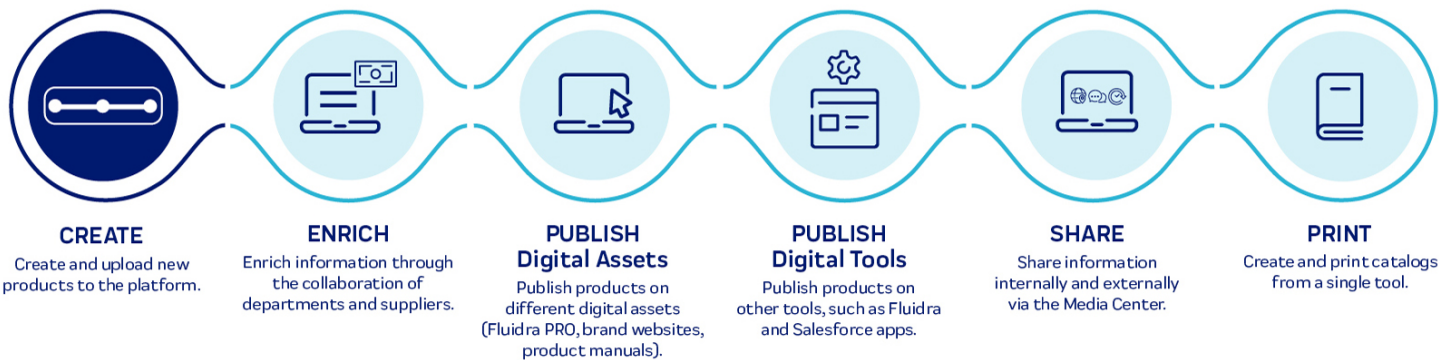 CREATE
Create and upload new
products to the platform.
ENRICH
Enrich information through
the collaboration of
departments and suppliers.
PUBLISH
Digital Assets
Publish products on
different digital assets
(Fluidra PRO, brand websites,
product manuals).
PUBLISH
Digital Tools
Publish products on
other tools, such as Fluidra
and Salesforce apps.
SHARE
Share information
internally and externally
via the Media Center.
PRINT
Create and print catalogs
from a single tool.